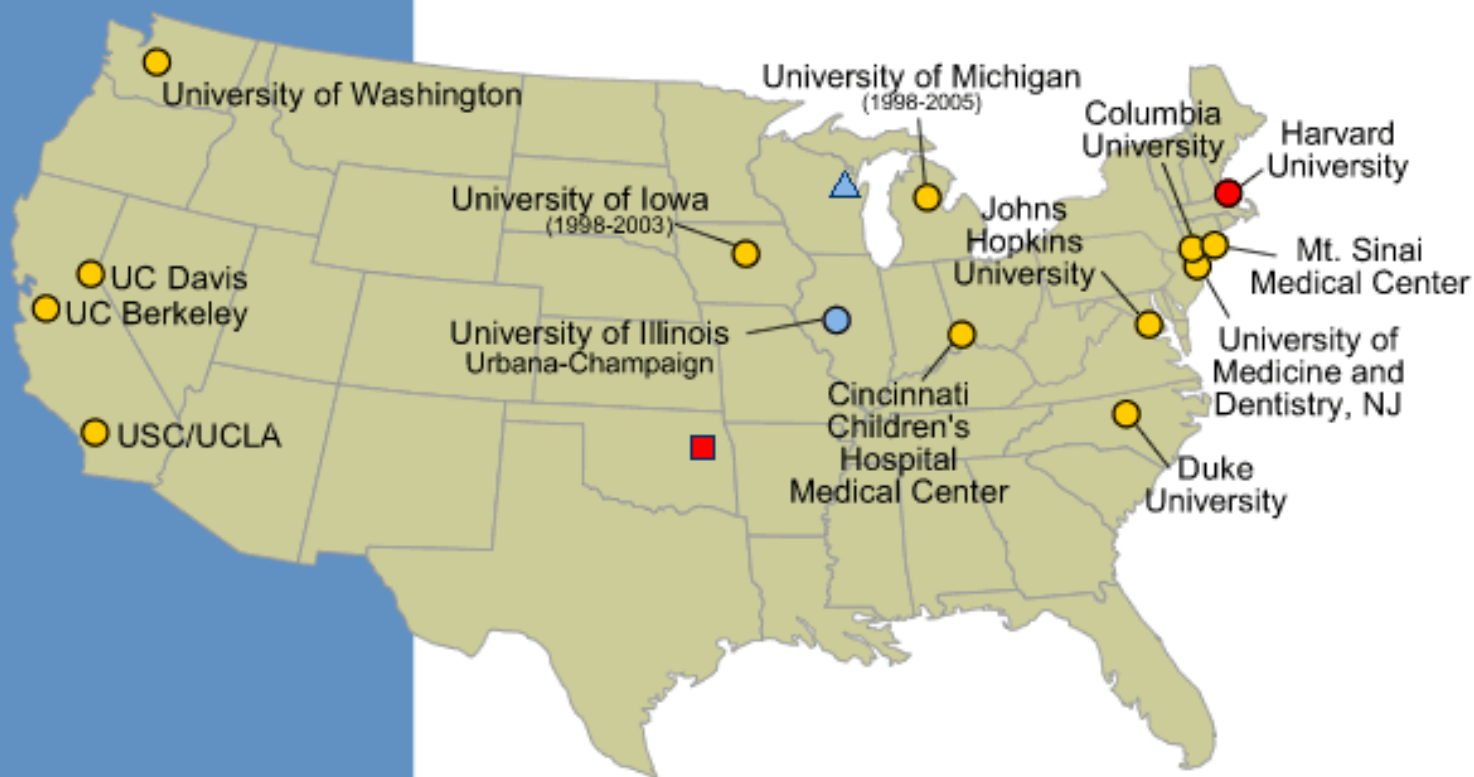 University of Washington
University of Michigan
(1998-2005)
Columbia
University
Harvard
University
University of Iowa
(1998-2003)
Johns
Hopkins
University
Mt. Sinai
Medical Center
UC Davis
UC Berkeley
University of Illinois
Urbana-Champaign
University of
Medicine and
Dentistry, NJ
Cincinnati
Children's
Hospital
Medical Center
USC/UCLA
Duke
University